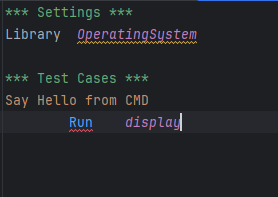 *** Settings ***
Library  OperatingSystem
*** Test Cases ***
Say Hello from CMD
Run    display